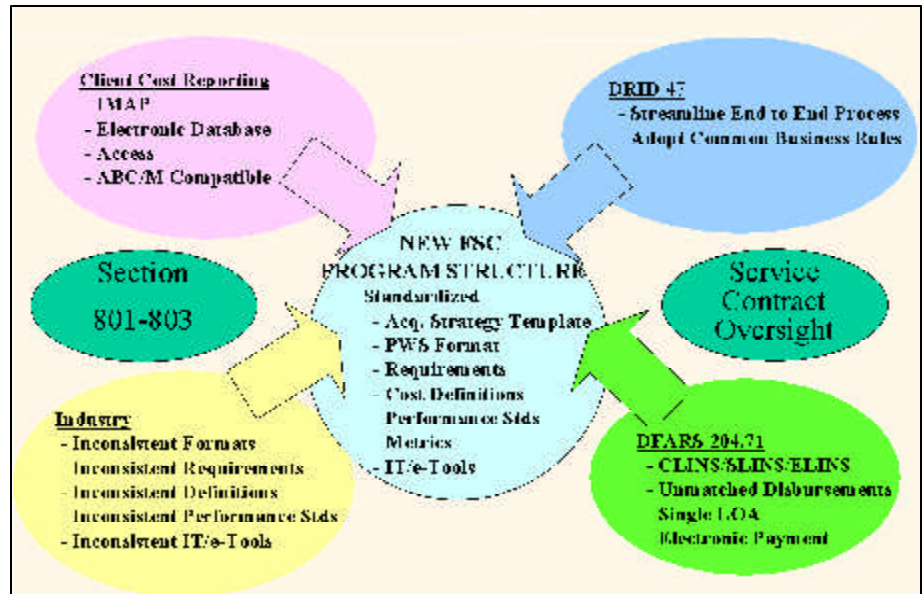 Client Cost Reporting
IMAP
- Electronic Database
- Access
- ABC/M Compatible
DRID 47
- Streamline End to End Process
Adopt Common Business Rules
Section
801-803
NEW FSC
PROGRAM STRUCTURE
Standardized
- Acq. Strategy Template
- PWS Format
- Requirements
- Cost Definitions
Performance Stds
Metrics
- IT/e-Tools
Service
Contract
Oversight
Industry
- Inconsistent Formats
Inconsistent Requirements
- Inconsistent Definitions
Inconsistent Performance Stds
- Inconsistent IT/e-Tools
DFARS 204.71
- CLINS/SLINS/ELINS
- Unmatched Disbursements
Single LOA
Electronic Payment